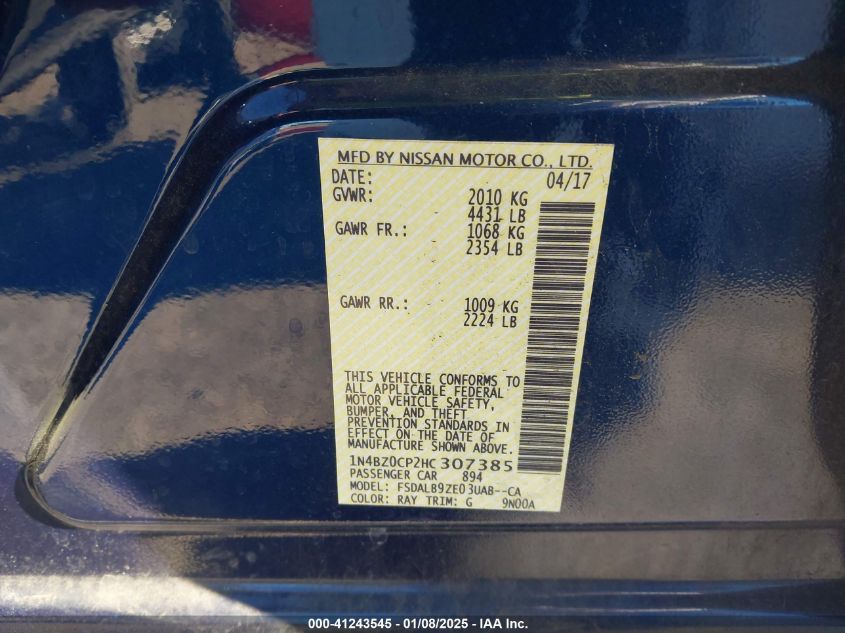 MFD BY NISSAN MOTOR CO., LTD.
DATE: 04/17
GVWR: 2010 KG
4431 LB
GAWR FR.: 1068 KG
2354 LB
GAWR RR.: 1009 KG
2224 LB
THIS VEHICLE CONFORMS TO
ALL APPLICABLE FEDERAL
MOTOR VEHICLE SAFETY,
BUMPER, AND THEFT
PREVENTION STANDARDS IN
EFFECT ON THE DATE OF
MANUFACTURE SHOWN ABOVE.
1N4BZ0CP2HC307385
PASSENGER CAR 894
MODEL: FSDALB9ZE03UAB--CA
COLOR: RAY TRIM: G 9N00A
000-41243545 - 01/08/2025 - IAA Inc.